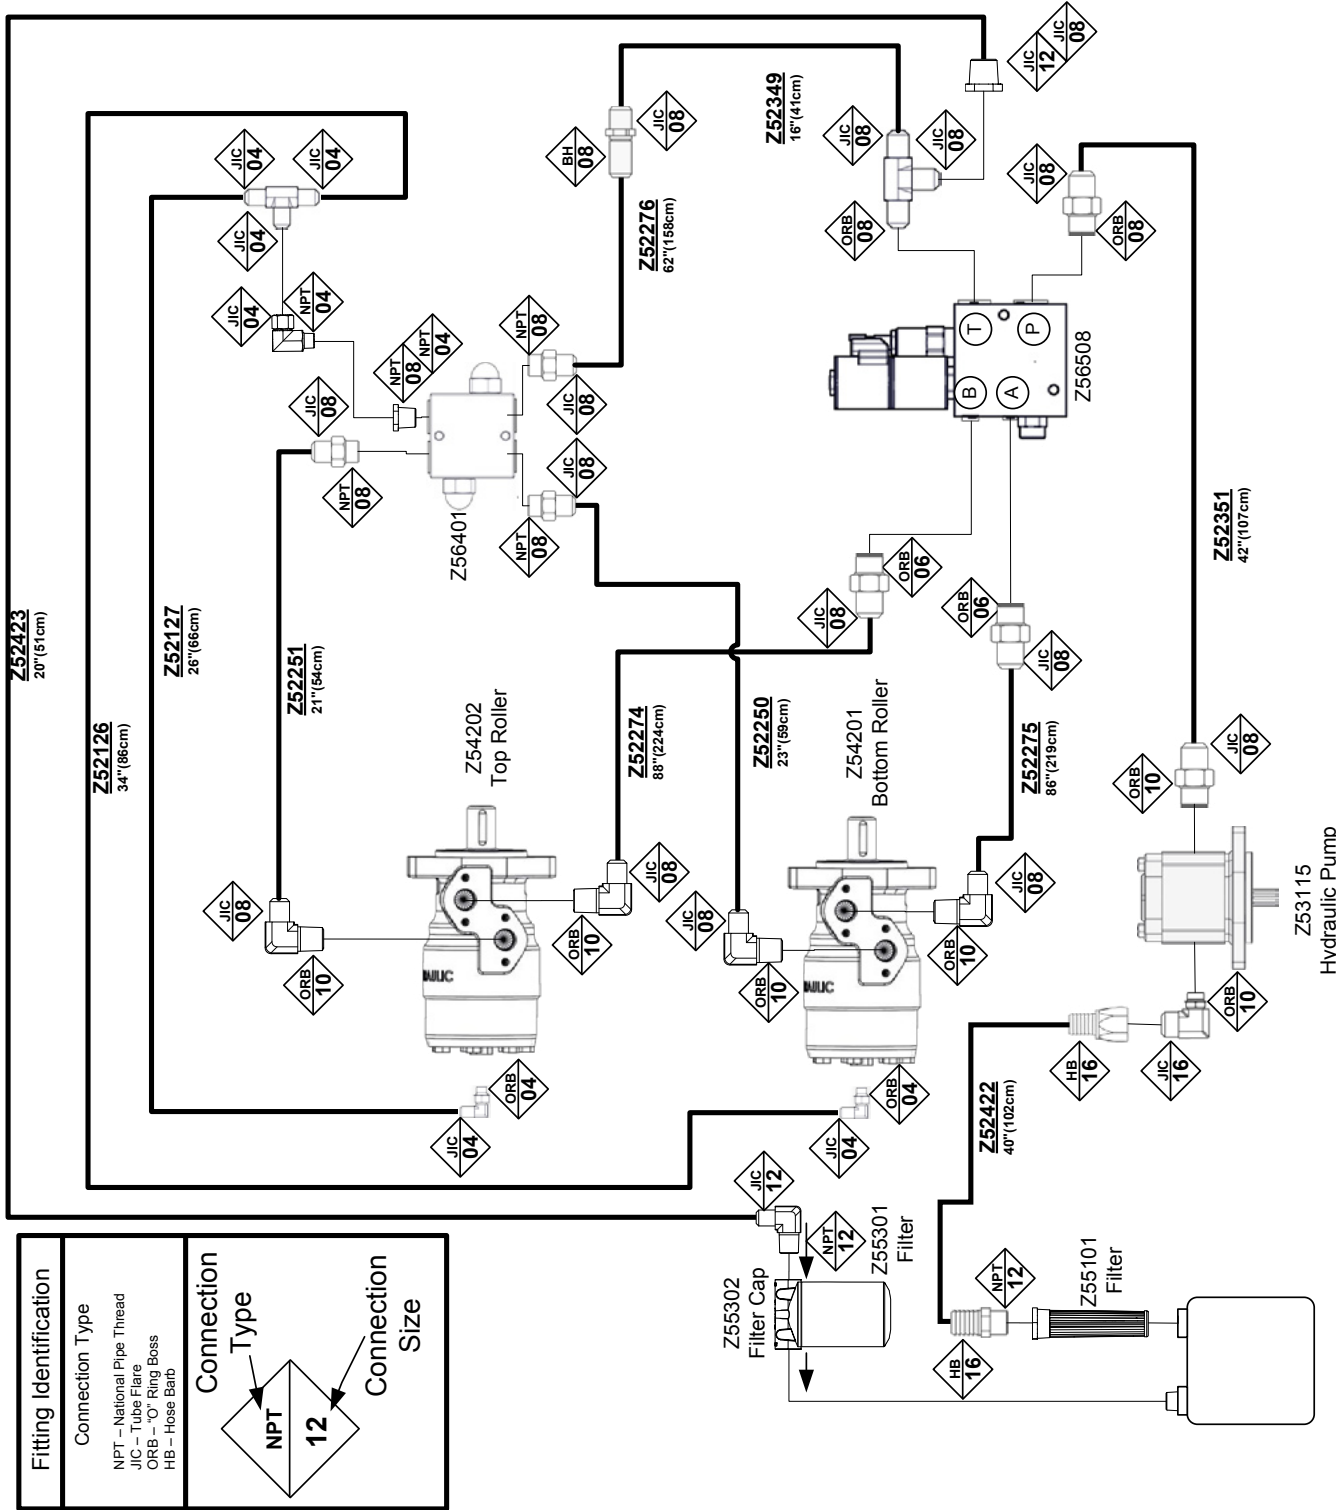 Fitting Identification
Connection Type
NPT – National Pipe Thread
JIC – Tube Flare
ORB – "O" Ring Boss
HB – Hose Barb
Connection
Type
NPT
12
Connection
Size
Z52423
20"(51cm)
Z52126
34"(86cm)
Z52127
26"(66cm)
Z52251
21"(54cm)
JIC
04
JIC
04
JIC
04
JIC
04
NPT
04
NPT
08
NPT
04
JIC
08
NPT
08
Z56401
NPT
08
JIC
08
JIC
08
NPT
08
Z52276
62"(158cm)
BH
08
JIC
08
Z52349
16"(41cm)
JIC
08
JIC
08
ORB
08
JIC
12
JIC
08
JIC
08
ORB
08
T
P
B
A
Z56508
Z52351
42"(107cm)
JIC
08
ORB
06
ORB
06
JIC
08
Z52274
88"(224cm)
Z52250
23"(59cm)
Z52275
86"(219cm)
Z54202
Top Roller
JIC
08
ORB
10
JIC
08
ORB
10
AULIC
JIC
04
ORB
04
Z54201
Bottom Roller
JIC
08
ORB
10
JIC
08
ORB
10
AULIC
JIC
04
ORB
04
ORB
10
JIC
08
Z53115
Hydraulic Pump
ORB
10
JIC
16
HB
16
Z52422
40"(102cm)
JIC
12
NPT
12
Z55302
Filter Cap
Z55301
Filter
HB
16
NPT
12
Z55101
Filter